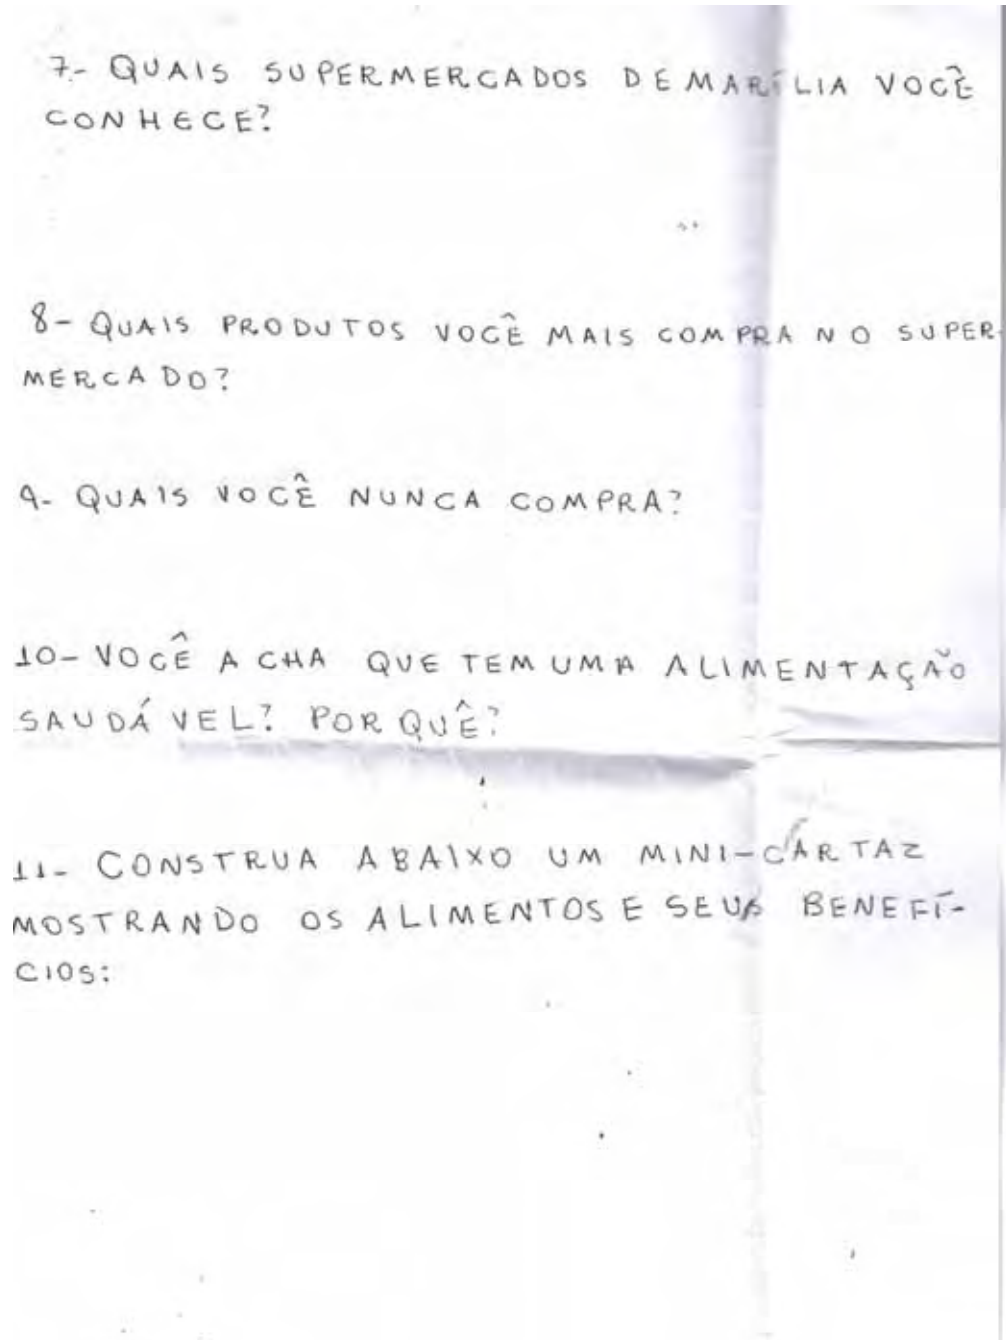 7- QUAIS SUPERMERCADOS DE MARÍLIA VOCÊ
CONHECE?
8- QUAIS PRODUTOS VOCÊ MAIS COMPRA NO SUPER-
MERCADO?
9- QUAIS VOCÊ NUNCA COMPRA?
10- VOCÊ ACHA QUE TEM UMA ALIMENTAÇÃO
SAUDÁVEL? POR QUÊ?
11- CONSTRUA ABAIXO UM MINI-CARTAZ
MOSTRANDO OS ALIMENTOS E SEUS BENEFÍ-
CIOS: